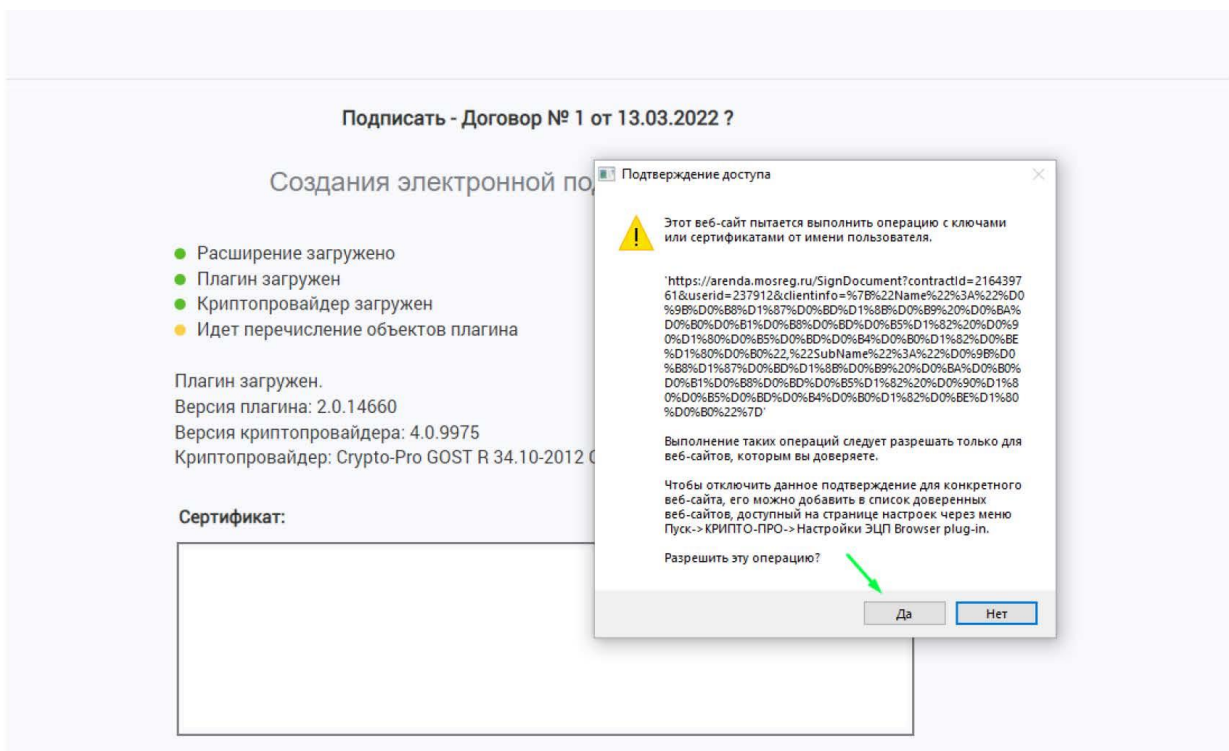 Подписать - Договор № 1 от 13.03.2022 ?
Создания электронной по
Расширение загружено
Плагин загружен
Криптопровайдер загружен
Идет перечисление объектов плагина
Плагин загружен.
Версия плагина: 2.0.14660
Версия криптопровайдера: 4.0.9975
Криптопровайдер: Crypto-Pro GOST R 34.10-2012
Сертификат:
Подтверждение доступа
Этот веб-сайт пытается выполнить операцию с ключами
или сертификатами от имени пользователя.
'https://arenda.mosreg.ru/SignDocument?contractId=2164397
61&userid=237912&clientinfo=%7B%22Name%22%3A%22%D0
%9B%D0%B8%D1%87%D0%BD%D1%8B%D0%B9%20%D0%BA%
D0%B0%D0%B1%D0%B8%D0%BD%D0%B5%D1%82%20%D0%9
0%D1%80%D0%B5%D0%BD%D0%B4%D0%B0%D1%82%D0%BE
%D1%80%D0%B0%22,%22SubName%22%3A%22%D0%9B%D0
%B8%D1%87%D0%BD%D1%8B%D0%B9%20%D0%BA%D0%B0%
D0%B1%D0%B8%D0%BD%D0%B5%D1%82%20%D0%90%D1%8
0%D0%B5%D0%BD%D0%B4%D0%B0%D1%82%D0%BE%D1%80
%D0%B0%22%7D'
Выполнение таких операций следует разрешать только для
веб-сайтов, которым вы доверяете.
Чтобы отключить данное подтверждение для конкретного
веб-сайта, его можно добавить в список доверенных
веб-сайтов, доступный на странице настроек через меню
Пуск->КРИПТО-ПРО->Настройки ЭЦП Browser plug-in.
Разрешить эту операцию?
Да
Нет